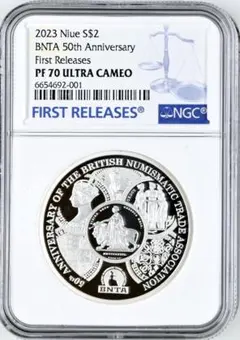 2023 Niue S$2
BNTA 50th Anniversary
First Releases
PF 70 ULTRA CAMEO
6654692-001
FIRST RELEASES
NGC
50TH ANNIVERSARY OF THE BRITISH NUMISMATIC TRADE ASSOCIATION
BNTA